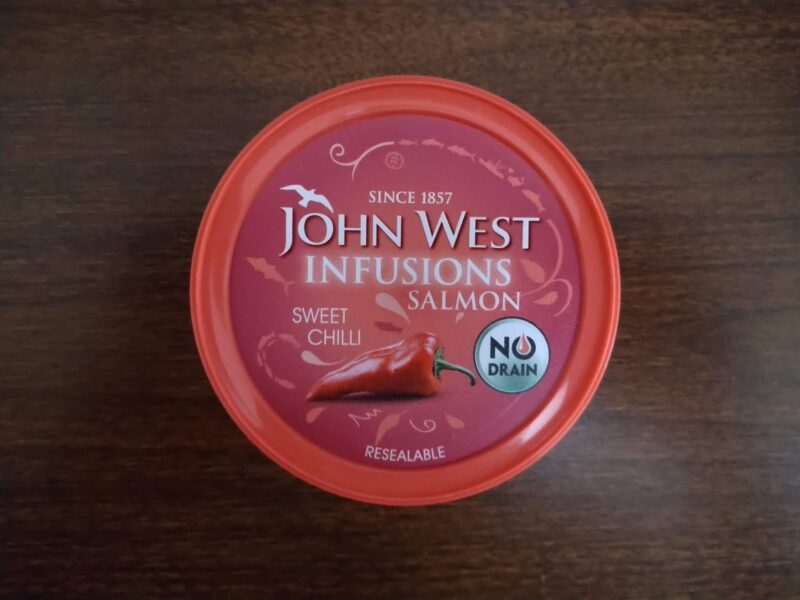 SINCE 1857
JOHN WEST
INFUSIONS
SALMON
SWEET
CHILLI
NO
DRAIN
RESEALABLE